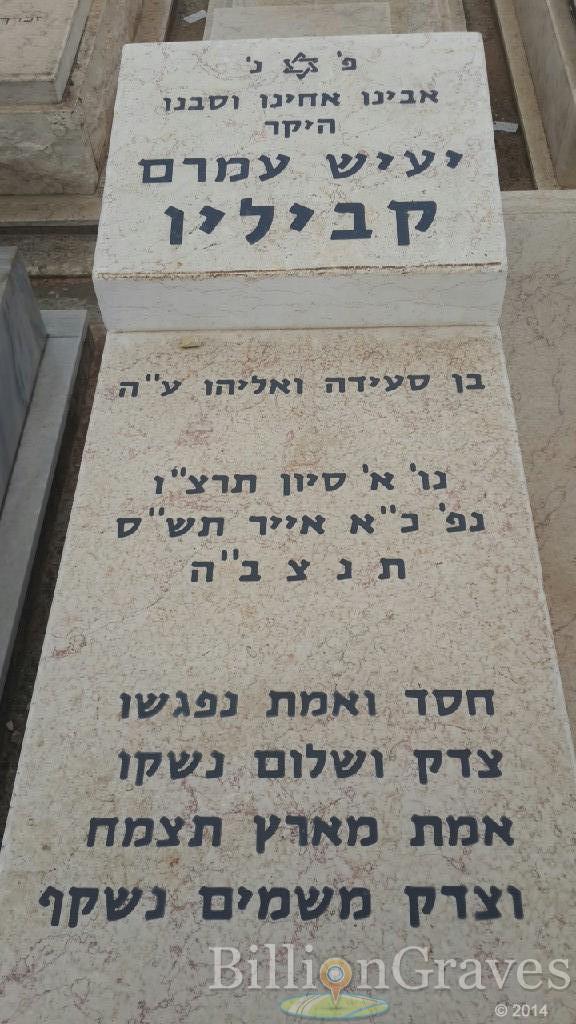 פ' נ'
אבינו אחינו וסבנו
היקר
יעיש עמרם
קביליו
בן סעידה ואליהו ע"ה
נו' א' סיון תרצ"ו
נפ' כ"א אייר תש"ס
ת נ צ ב"ה
חסד ואמת נפגשו
צדק ושלום נשקו
אמת מארץ תצמח
וצדק משמים נשקף
BillionGraves
© 2014